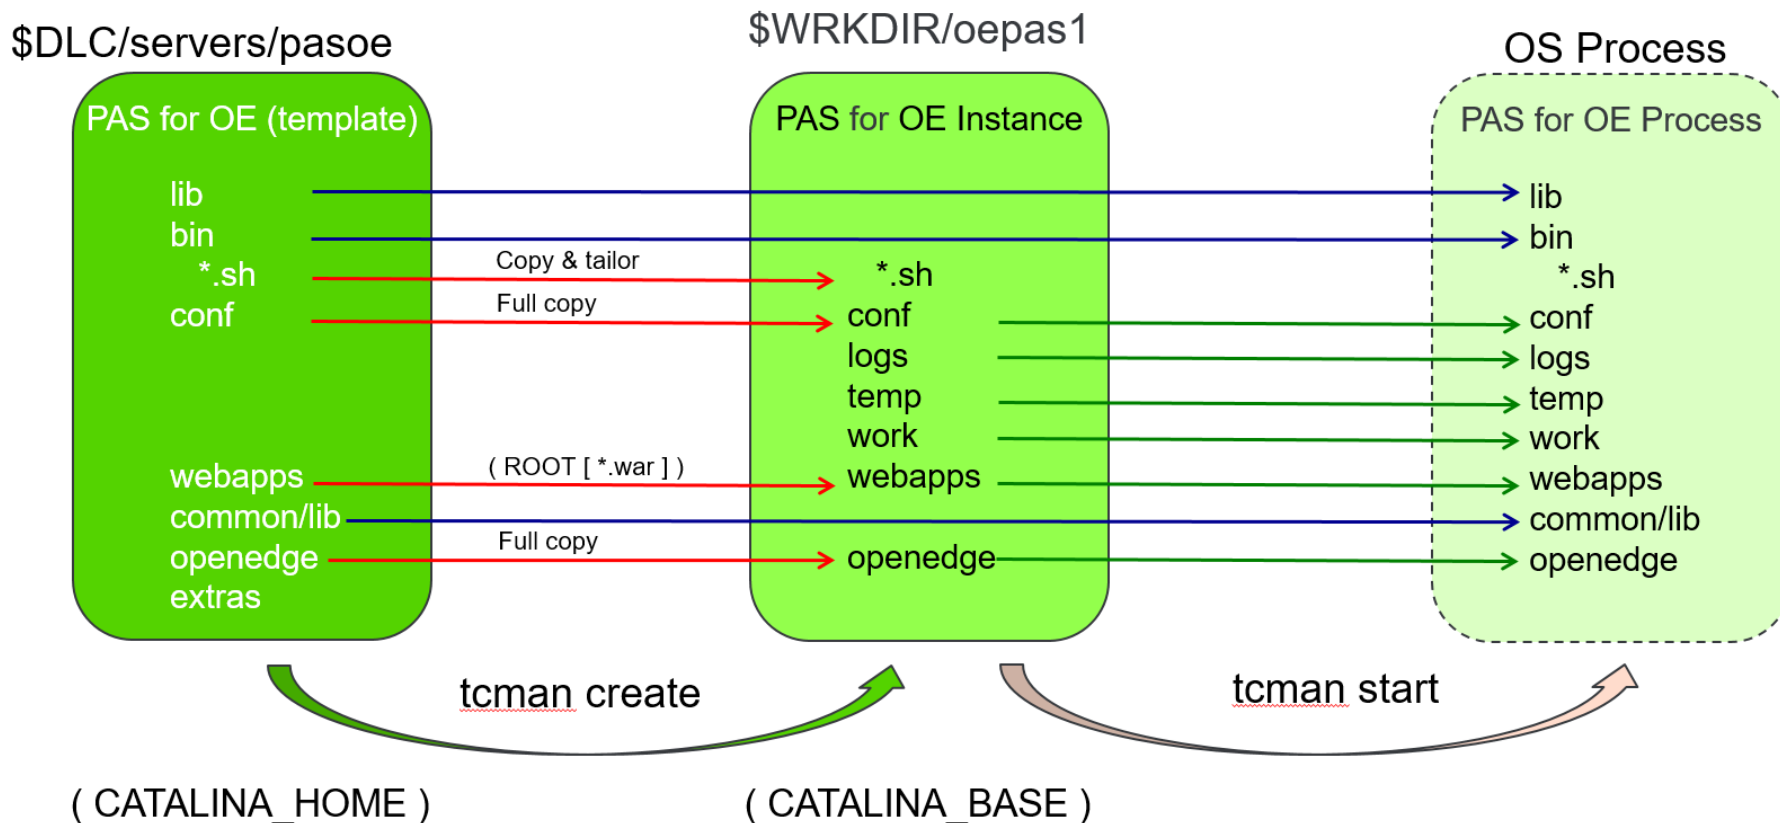 $DLC/servers/pasoe
$WRKDIR/oepas1
OS Process
PAS for OE (template)
lib
bin
*.sh
conf
webapps
common/lib
openedge
extras
Copy & tailor
Full copy
( ROOT [ *.war ] )
Full copy
PAS for OE Instance
*.sh
conf
logs
temp
work
webapps
openedge
PAS for OE Process
lib
bin
*.sh
conf
logs
temp
work
webapps
common/lib
openedge
tcman create
tcman start
( CATALINA_HOME )
( CATALINA_BASE )